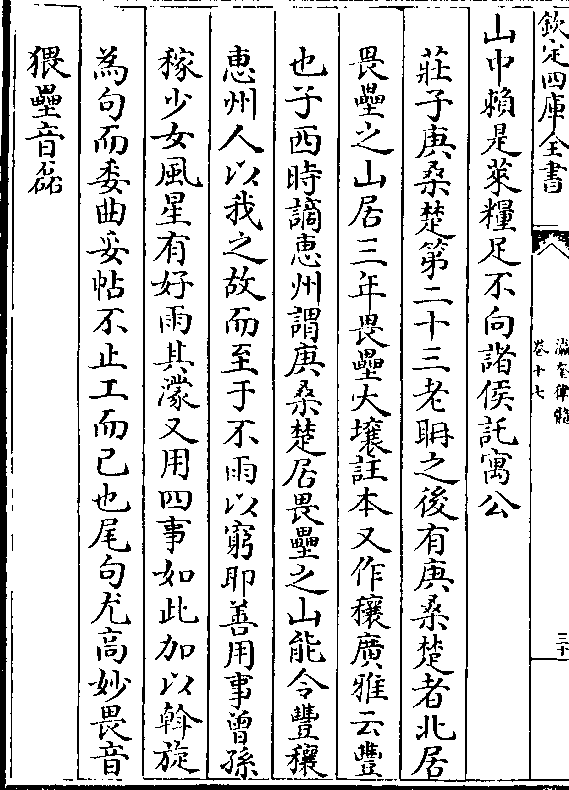 欽定四庫全書
瀛奎律髓
卷十七
三十
山中賴是萊糧足不向諸侯託寓公
莊子庚桑楚第二十三老聃之後有庚桑楚者北居
畏壘之山居三年畏壘大壤註本又作穰廣雅云豐
也子西時謫惠州謂庚桑楚居畏壘之山能令豐穰
惠州人以我之故而至于不雨以窮耶善用事曾孫
稼少女風星有好雨其濛又用四事如此加以斡旋
為句而委曲妥帖不止工而已也尾句尤高妙畏音
猥壘音磊